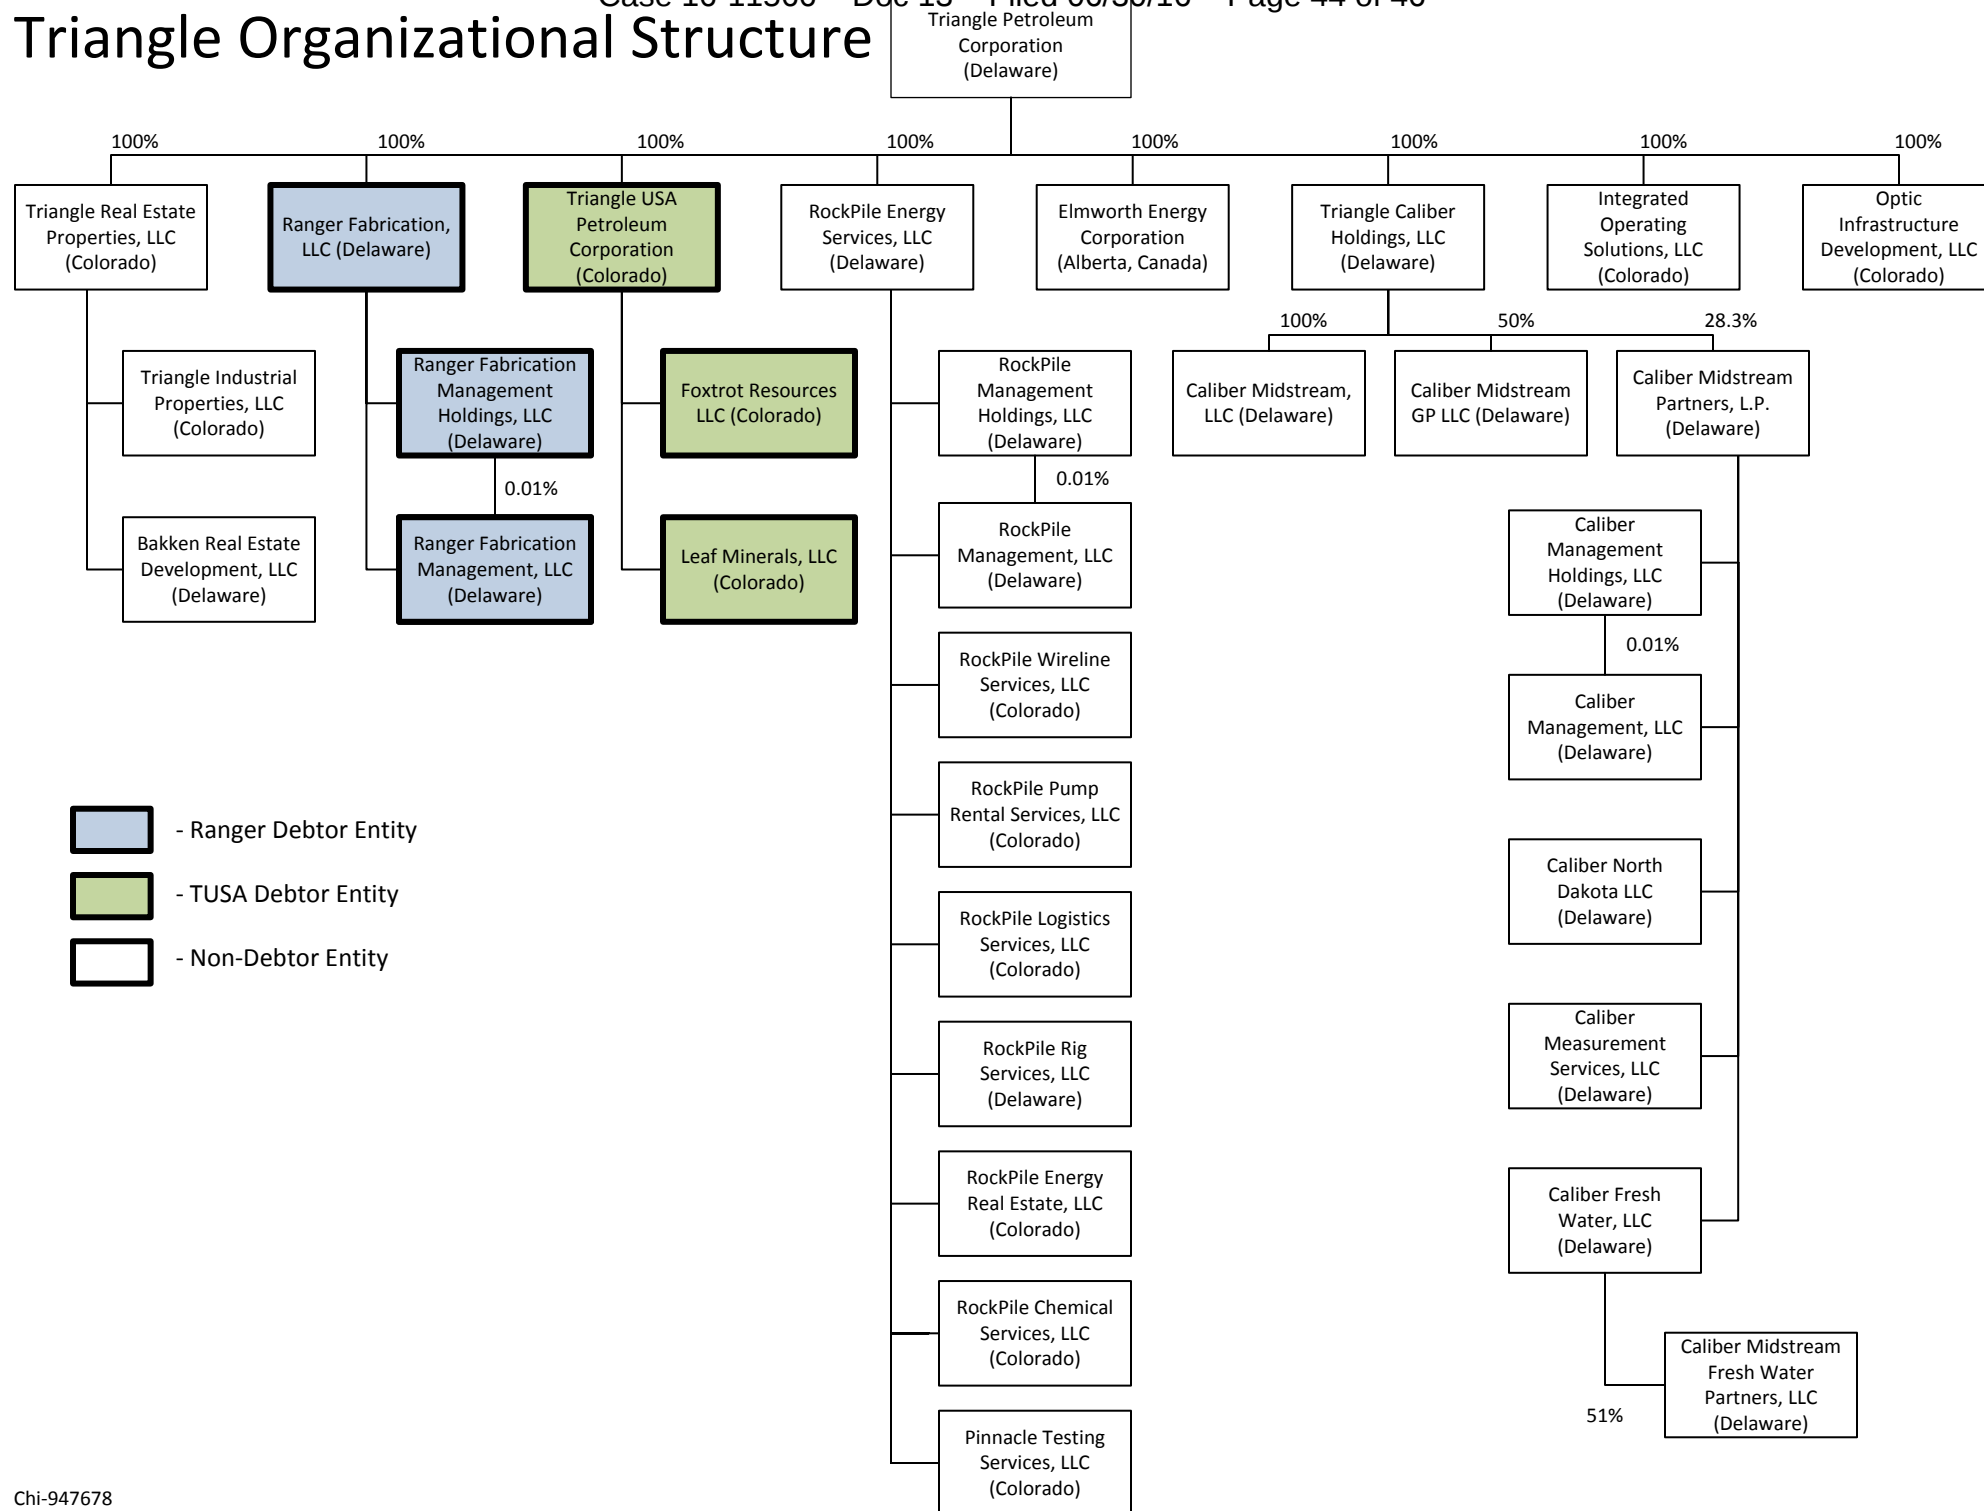 Triangle Organizational Structure
Triangle Petroleum
Corporation
(Delaware)
100%
100%
100%
100%
100%
100%
100%
100%
Triangle Real Estate
Properties, LLC
(Colorado)
Ranger Fabrication,
LLC (Delaware)
Triangle USA
Petroleum
Corporation
(Colorado)
RockPile Energy
Services, LLC
(Delaware)
Elmworth Energy
Corporation
(Alberta, Canada)
Triangle Caliber
Holdings, LLC
(Delaware)
Integrated
Operating
Solutions, LLC
(Colorado)
Optic
Infrastructure
Development, LLC
(Colorado)
100%
50%
28.3%
Triangle Industrial
Properties, LLC
(Colorado)
Ranger Fabrication
Management
Holdings, LLC
(Delaware)
Foxtrot Resources
LLC (Colorado)
RockPile
Management
Holdings, LLC
(Delaware)
Caliber Midstream,
LLC (Delaware)
Caliber Midstream
GP LLC (Delaware)
Caliber Midstream
Partners, L.P.
(Delaware)
0.01%
0.01%
Bakken Real Estate
Development, LLC
(Delaware)
Ranger Fabrication
Management, LLC
(Delaware)
Leaf Minerals, LLC
(Colorado)
RockPile
Management, LLC
(Delaware)
Caliber
Management
Holdings, LLC
(Delaware)
0.01%
RockPile Wireline
Services, LLC
(Colorado)
Caliber
Management, LLC
(Delaware)
RockPile Pump
Rental Services, LLC
(Colorado)
- Ranger Debtor Entity
- TUSA Debtor Entity
- Non-Debtor Entity
Caliber North
Dakota LLC
(Delaware)
RockPile Logistics
Services, LLC
(Colorado)
RockPile Rig
Services, LLC
(Delaware)
Caliber
Measurement
Services, LLC
(Delaware)
RockPile Energy
Real Estate, LLC
(Colorado)
Caliber Fresh
Water, LLC
(Delaware)
RockPile Chemical
Services, LLC
(Colorado)
Caliber Midstream
Fresh Water
Partners, LLC
(Delaware)
51%
Pinnacle Testing
Services, LLC
(Colorado)
Chi-947678